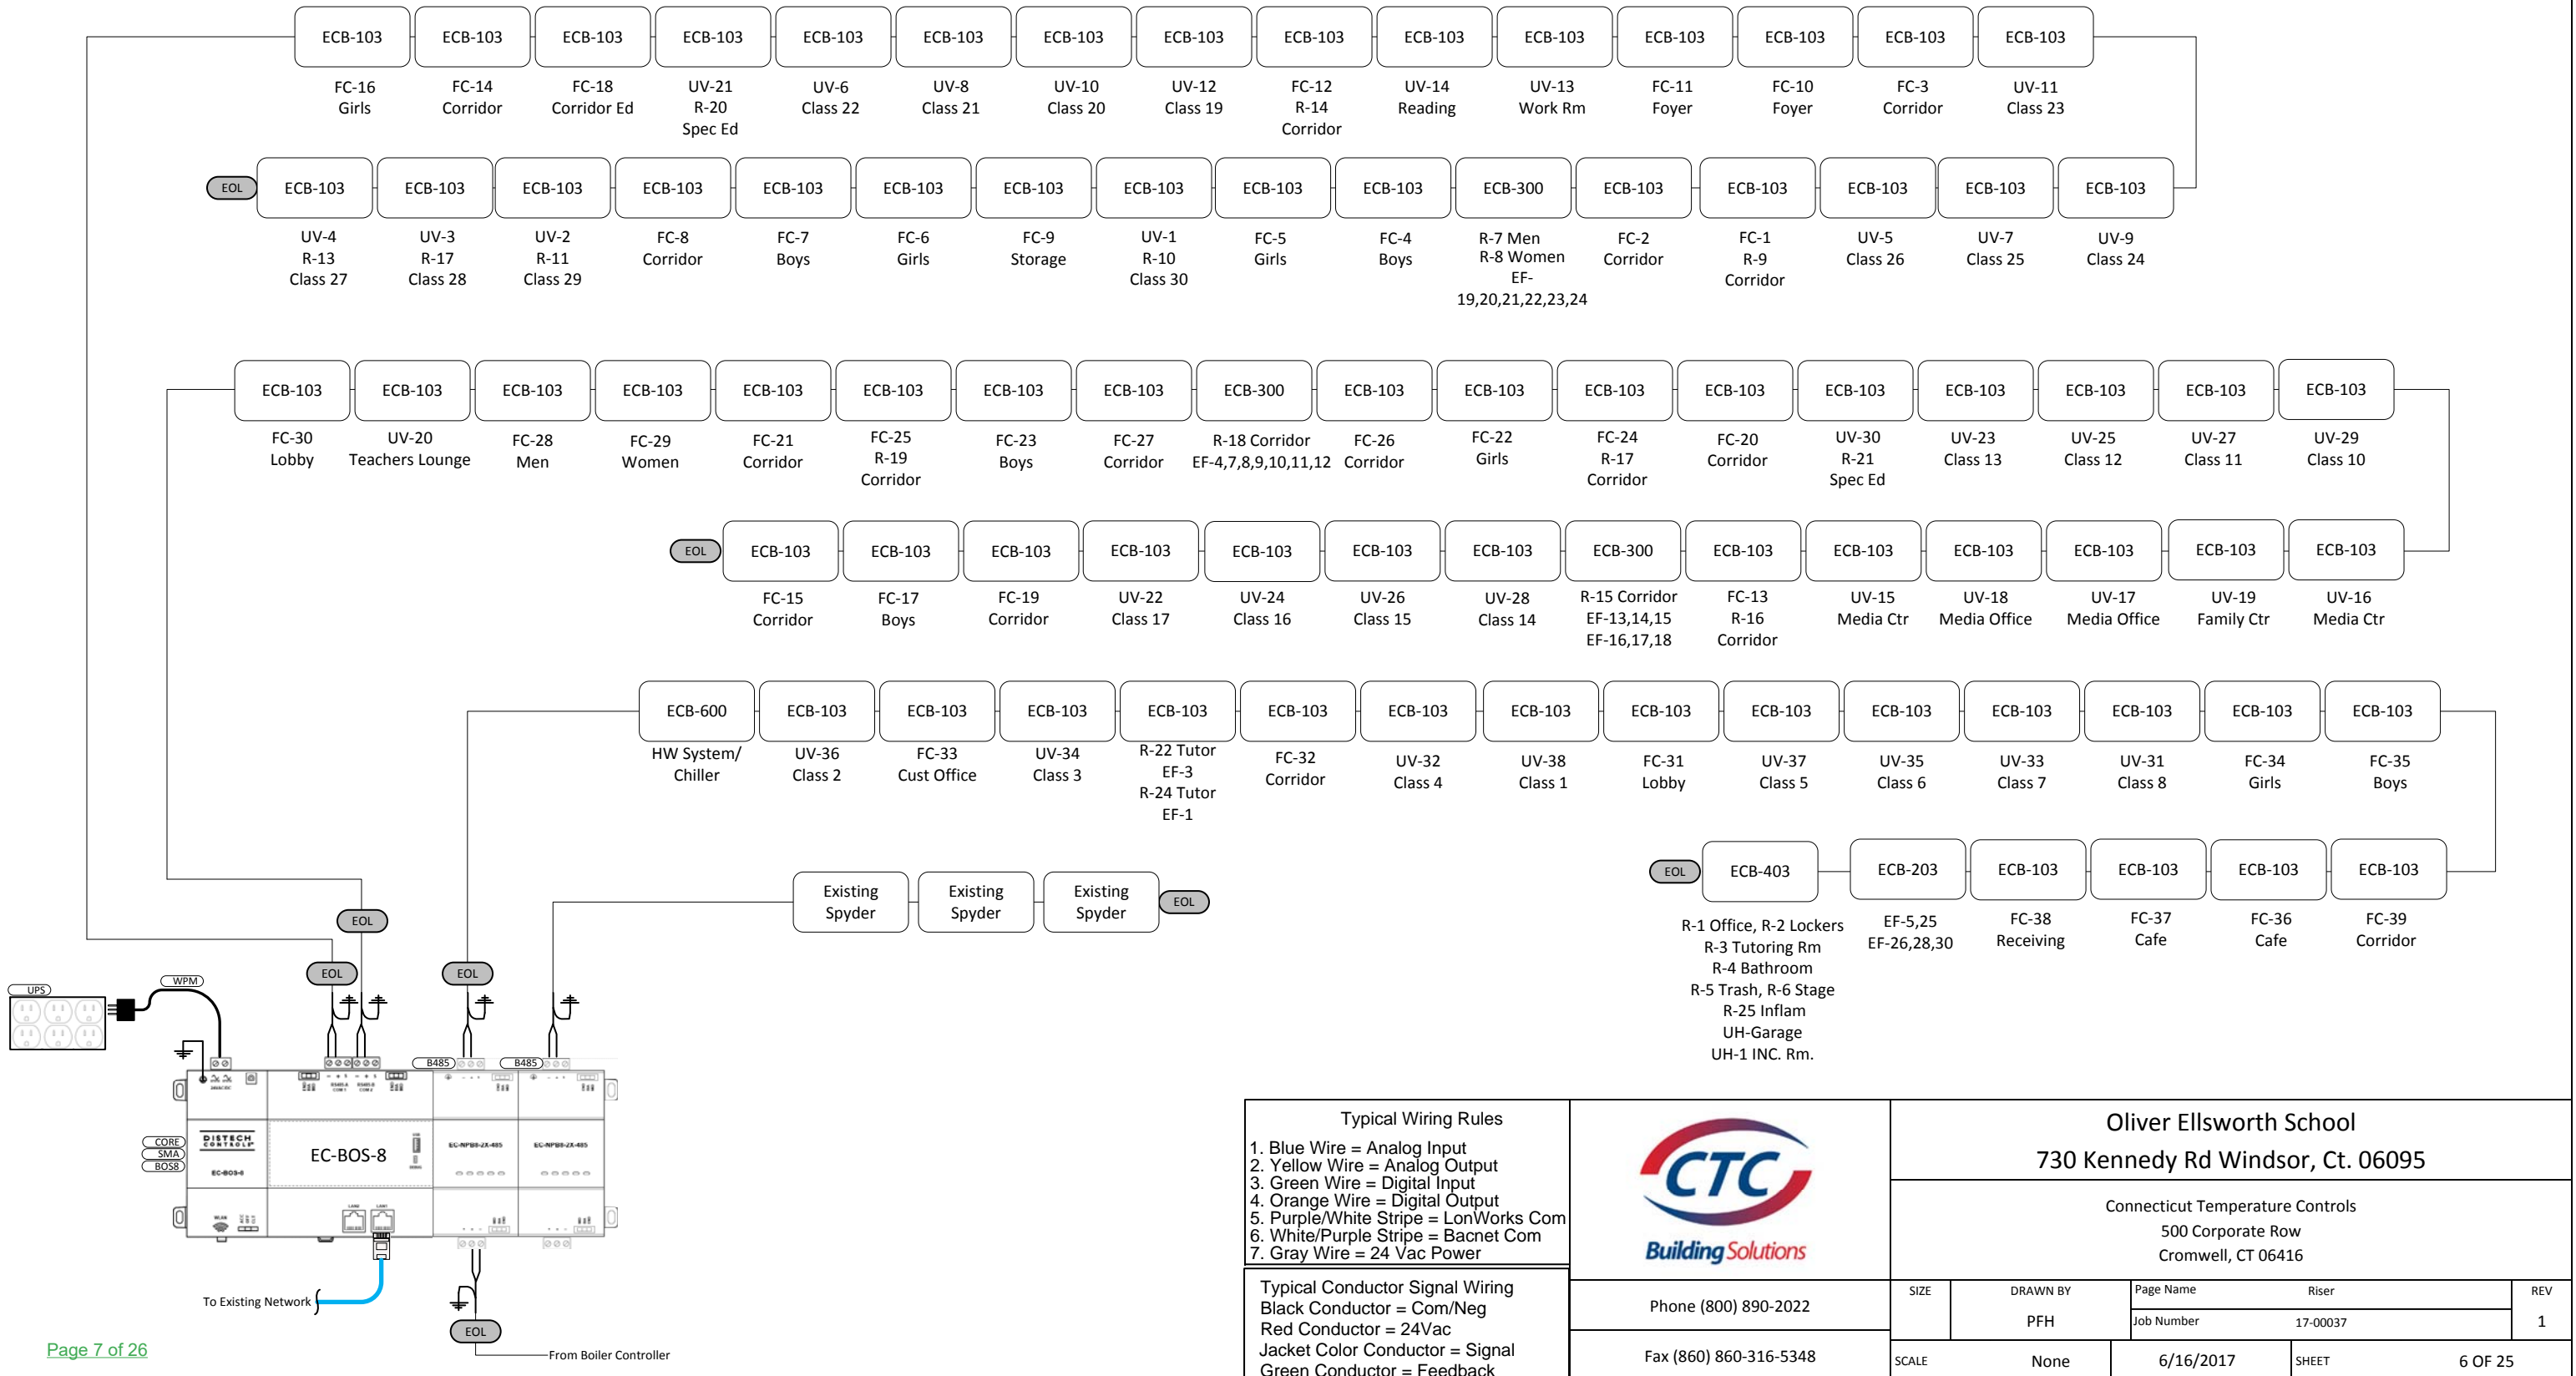 ECB-103 ECB-103 ECB-103 ECB-103 ECB-103 ECB-103 ECB-103 ECB-103 ECB-103 ECB-103 ECB-103 ECB-103 ECB-103 ECB-103 ECB-103
FC-16
Girls
FC-14
Corridor
FC-18
Corridor Ed
UV-21
R-20
Spec Ed
UV-6
Class 22
UV-8
Class 21
UV-10
Class 20
UV-12
Class 19
FC-12
R-14
Corridor
UV-14
Reading
UV-13
Work Rm
FC-11
Foyer
FC-10
Foyer
FC-3
Corridor
UV-11
Class 23
EOL ECB-103 ECB-103 ECB-103 ECB-103 ECB-103 ECB-103 ECB-103 ECB-103 ECB-103 ECB-103 ECB-300 ECB-103 ECB-103 ECB-103 ECB-103 ECB-103
UV-4
R-13
Class 27
UV-3
R-17
Class 28
UV-2
R-11
Class 29
FC-8
Corridor
FC-7
Boys
FC-6
Girls
FC-9
Storage
UV-1
R-10
Class 30
FC-5
Girls
FC-4
Boys
R-7 Men
R-8 Women
EF-
19,20,21,22,23,24
FC-2
Corridor
FC-1
R-9
Corridor
UV-5
Class 26
UV-7
Class 25
UV-9
Class 24
ECB-103 ECB-103 ECB-103 ECB-103 ECB-103 ECB-103 ECB-103 ECB-103 ECB-300 ECB-103 ECB-103 ECB-103 ECB-103 ECB-103 ECB-103 ECB-103 ECB-103 ECB-103
FC-30
Lobby
UV-20
Teachers Lounge
FC-28
Men
FC-29
Women
FC-21
Corridor
FC-25
R-19
Corridor
FC-23
Boys
FC-27
Corridor
R-18 Corridor
EF-4,7,8,9,10,11,12
FC-26
Corridor
FC-22
Girls
FC-24
R-17
Corridor
FC-20
Corridor
UV-30
R-21
Spec Ed
UV-23
Class 13
UV-25
Class 12
UV-27
Class 11
UV-29
Class 10
EOL ECB-103 ECB-103 ECB-103 ECB-103 ECB-103 ECB-103 ECB-103 ECB-300 ECB-103 ECB-103 ECB-103 ECB-103 ECB-103 ECB-103
FC-15
Corridor
FC-17
Boys
FC-19
Corridor
UV-22
Class 17
UV-24
Class 16
UV-26
Class 15
UV-28
Class 14
R-15 Corridor
EF-13,14,15
EF-16,17,18
FC-13
R-16
Corridor
UV-15
Media Ctr
UV-18
Media Office
UV-17
Media Office
UV-19
Family Ctr
UV-16
Media Ctr
ECB-600 ECB-103 ECB-103 ECB-103 ECB-103 ECB-103 ECB-103 ECB-103 ECB-103 ECB-103 ECB-103 ECB-103 ECB-103 ECB-103 ECB-103
HW System/
Chiller
UV-36
Class 2
FC-33
Cust Office
UV-34
Class 3
R-22 Tutor
EF-3
R-24 Tutor
EF-1
FC-32
Corridor
UV-32
Class 4
UV-38
Class 1
FC-31
Lobby
UV-37
Class 5
UV-35
Class 6
UV-33
Class 7
UV-31
Class 8
FC-34
Girls
FC-35
Boys
Existing
Spyder
Existing
Spyder
Existing
Spyder
EOL
EOL ECB-403 ECB-203 ECB-103 ECB-103 ECB-103 ECB-103
R-1 Office, R-2 Lockers
R-3 Tutoring Rm
R-4 Bathroom
R-5 Trash, R-6 Stage
R-25 Inflam
UH-Garage
UH-1 INC. Rm.
EF-5,25
EF-26,28,30
FC-38
Receiving
FC-37
Cafe
FC-36
Cafe
FC-39
Corridor
EOL
EOL
EOL
UPS
WPM
B485
B485
CORE
SMA
BOS8
24VAC/DC
RS485-A
COM 1
RS485-B
COM 2
DISTECH
CONTROLS
EC-BOS-8
EC-BOS-8
EC-NPB8-2X-485
EC-NPB8-2X-485
WLAN
LAN2
LAN1
To Existing Network
EOL
From Boiler Controller
Page 7 of 26
Typical Wiring Rules
1. Blue Wire = Analog Input
2. Yellow Wire = Analog Output
3. Green Wire = Digital Input
4. Orange Wire = Digital Output
5. Purple/White Stripe = LonWorks Com
6. White/Purple Stripe = Bacnet Com
7. Gray Wire = 24 Vac Power
Typical Conductor Signal Wiring
Black Conductor = Com/Neg
Red Conductor = 24Vac
Jacket Color Conductor = Signal
Green Conductor = Feedback
CTC
Building Solutions
Phone (800) 890-2022
Fax (860) 860-316-5348
Oliver Ellsworth School
730 Kennedy Rd Windsor, Ct. 06095
Connecticut Temperature Controls
500 Corporate Row
Cromwell, CT 06416
SIZE
DRAWN BY
PFH
Page Name Riser
Job Number 17-00037
REV
1
SCALE None
6/16/2017
SHEET 6 OF 25